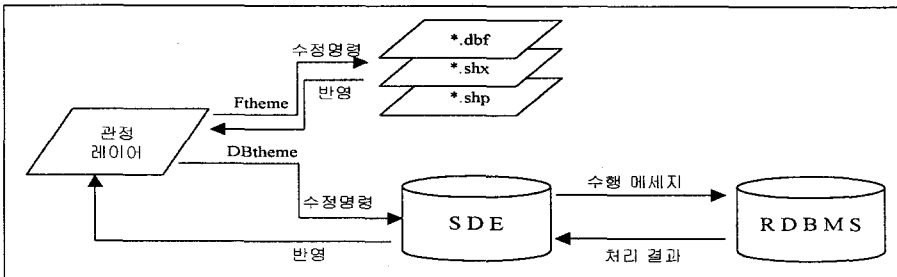 수정명령
*.dbf
*.shx
*.shp
반영
Ftheme
관정
레이어
DBtheme
수정명령
반영
SDE
수행 메세지
처리 결과
RDBMS